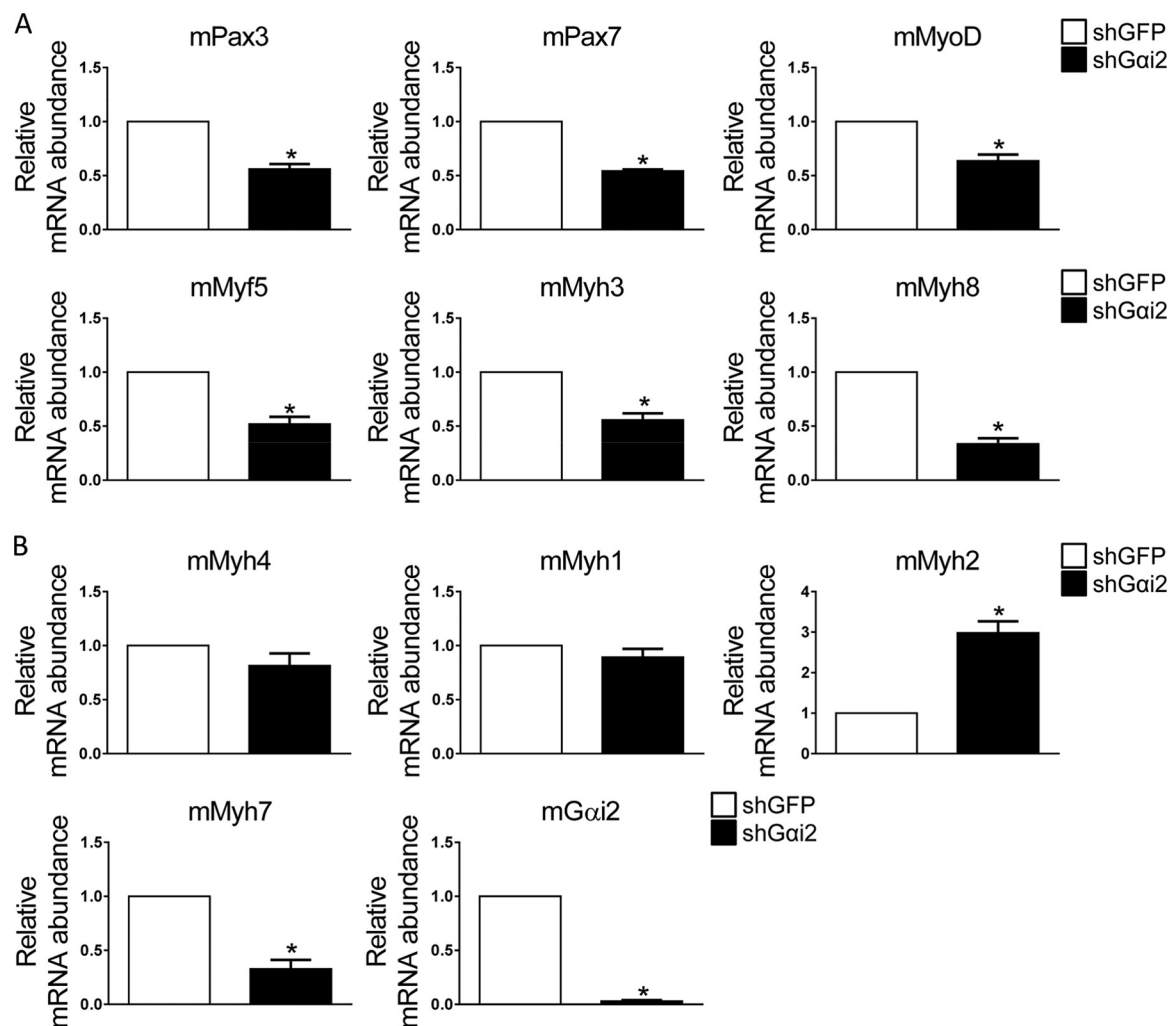 A
mPax3
mPax7
mMyoD
shGFP
shGαi2
Relative
mRNA abundance
1.5
1.0
0.5
0.0
*
Relative
mRNA abundance
1.5
1.0
0.5
0.0
*
Relative
mRNA abundance
1.5
1.0
0.5
0.0
*
mMyf5
mMyh3
mMyh8
shGFP
shGαi2
Relative
mRNA abundance
1.5
1.0
0.5
0.0
*
Relative
mRNA abundance
1.5
1.0
0.5
0.0
*
Relative
mRNA abundance
1.5
1.0
0.5
0.0
*
B
mMyh4
mMyh1
mMyh2
shGFP
shGαi2
Relative
mRNA abundance
1.5
1.0
0.5
0.0
Relative
mRNA abundance
1.5
1.0
0.5
0.0
Relative
mRNA abundance
4
3
2
1
0
*
mMyh7
mGαi2
shGFP
shGαi2
Relative
mRNA abundance
1.5
1.0
0.5
0.0
*
Relative
mRNA abundance
1.5
1.0
0.5
0.0
*